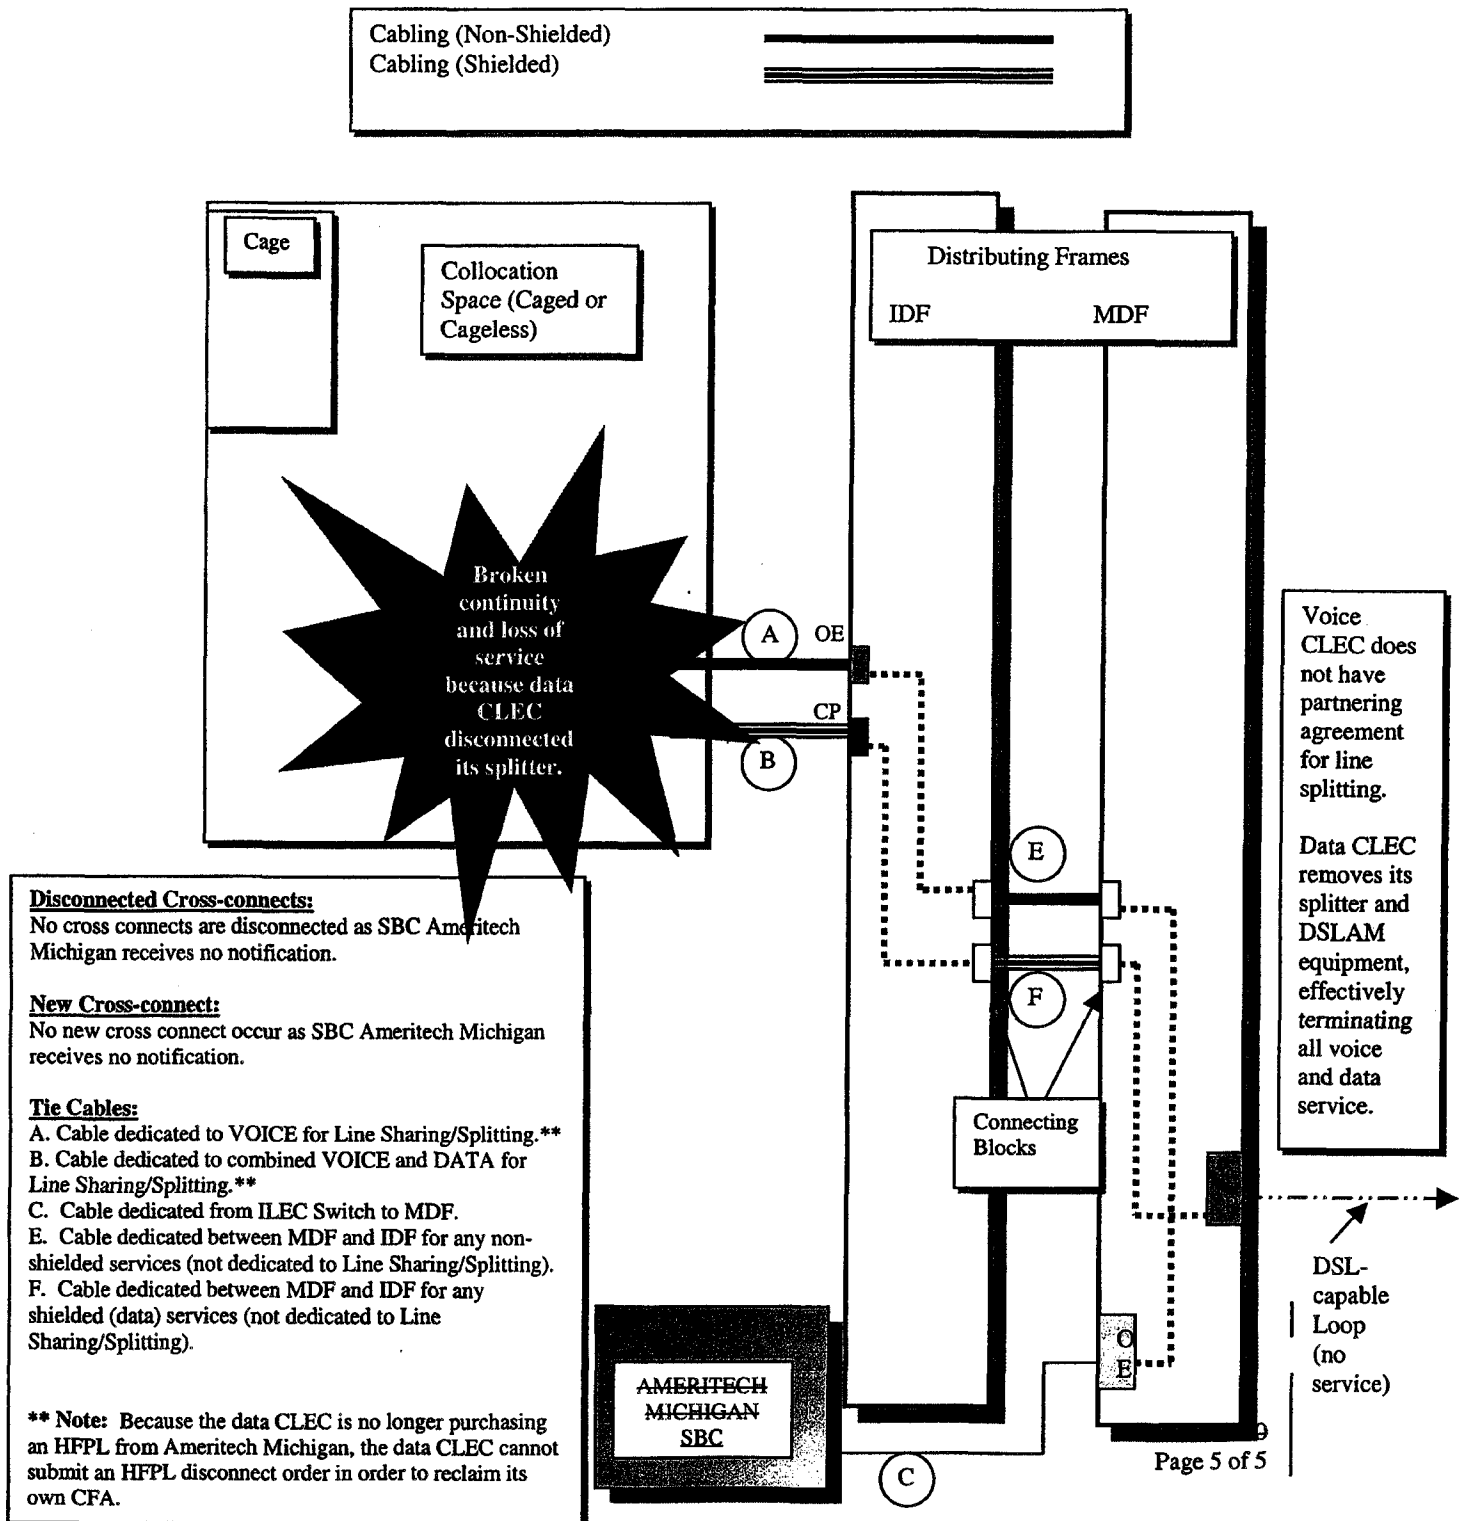 Cabling (Non-Shielded)
Cabling (Shielded)
Cage
Collocation
Space (Caged or
Cageless)
Distributing Frames
IDF MDF
Broken
continuity
and loss of
service
because data
CLEC
disconnected
its splitter.
A
OE
CP
B
E
F
Connecting
Blocks
Voice
CLEC does
not have
partnering
agreement
for line
splitting.
Data CLEC
removes its
splitter and
DSLAM
equipment,
effectively
terminating
all voice
and data
service.
Disconnected Cross-connects:
No cross connects are disconnected as SBC Ameritech
Michigan receives no notification.
New Cross-connect:
No new cross connect occur as SBC Ameritech Michigan
receives no notification.
Tie Cables:
A. Cable dedicated to VOICE for Line Sharing/Splitting.**
B. Cable dedicated to combined VOICE and DATA for
Line Sharing/Splitting.**
C. Cable dedicated from ILEC Switch to MDF.
E. Cable dedicated between MDF and IDF for any non-
shielded services (not dedicated to Line Sharing/Splitting).
F. Cable dedicated between MDF and IDF for any
shielded (data) services (not dedicated to Line
Sharing/Splitting).
** Note: Because the data CLEC is no longer purchasing
an HFPL from Ameritech Michigan, the data CLEC cannot
submit an HFPL disconnect order in order to reclaim its
own CFA.
AMERITECH
MICHIGAN
SBC
C
O
E
DSL-
capable
Loop
(no
service)
Page 5 of 5